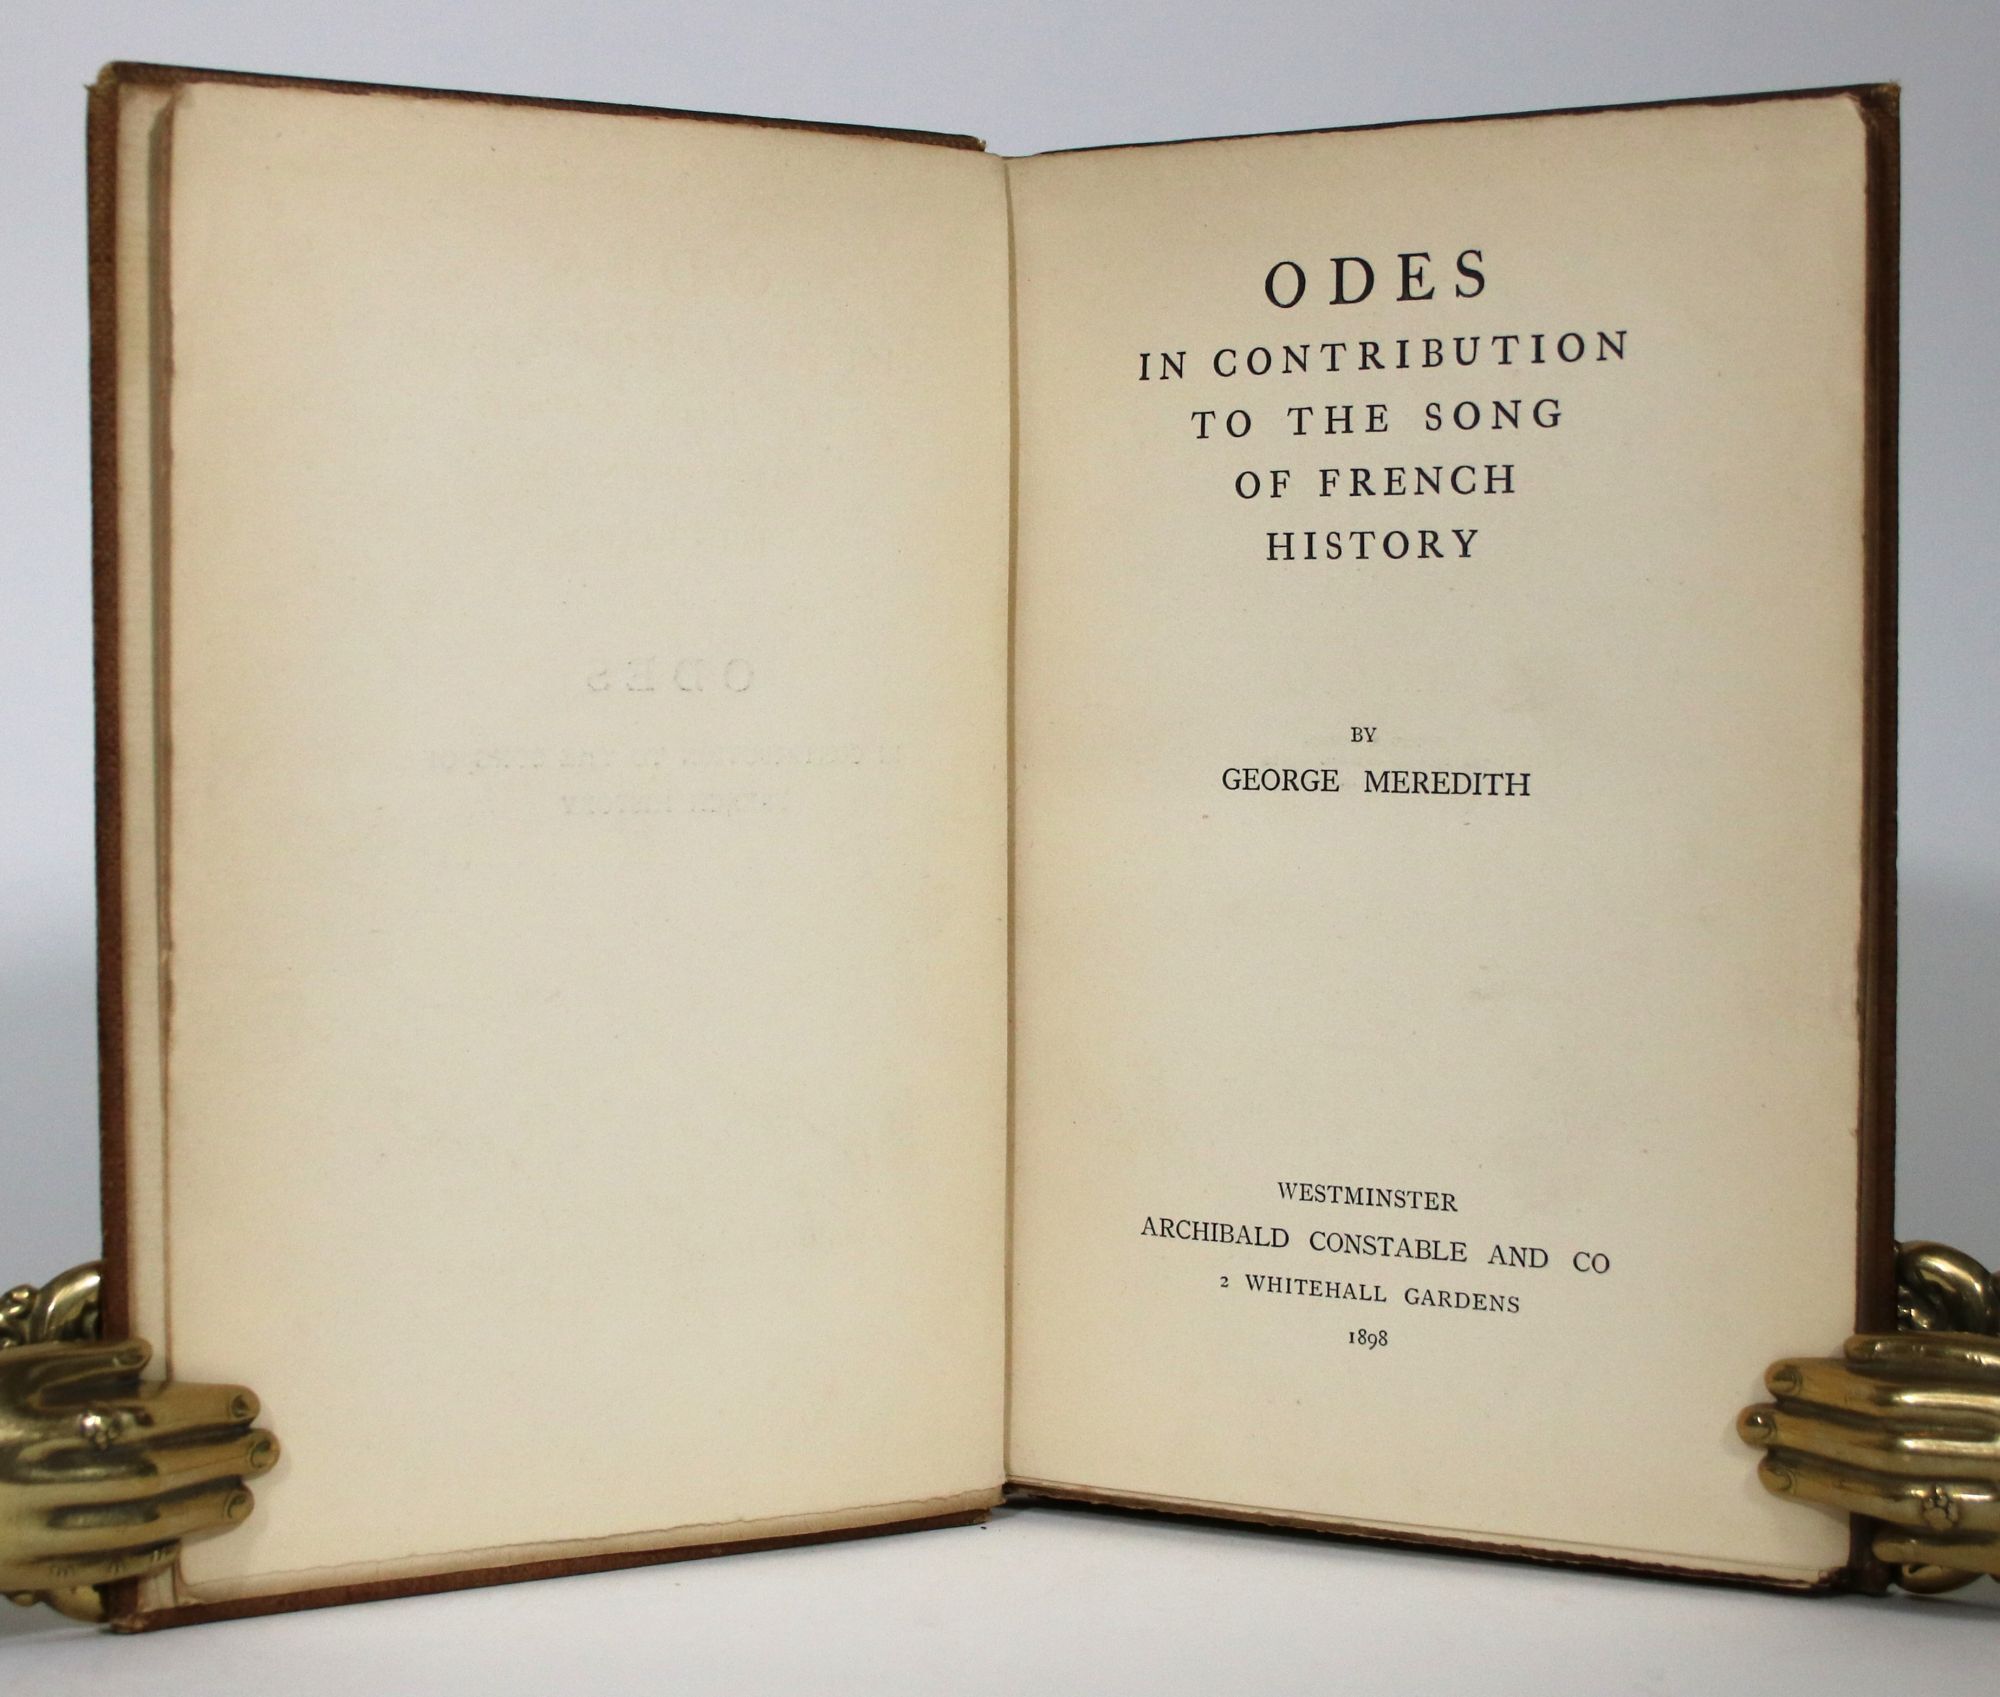 ODES
IN CONTRIBUTION
TO THE SONG
OF FRENCH
HISTORY
BY
GEORGE MEREDITH
WESTMINSTER
ARCHIBALD CONSTABLE AND CO
2 WHITEHALL GARDENS
1898